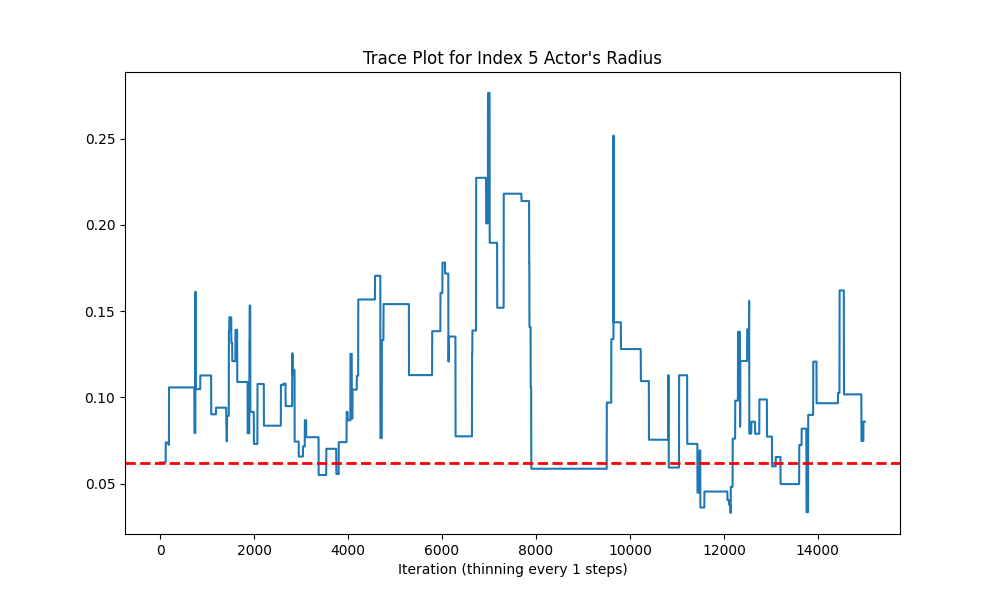 Trace Plot for Index 5 Actor's Radius
0.25
0.20
0.15
0.10
0.05
0 2000 4000 6000 8000 10000 12000 14000
Iteration (thinning every 1 steps)